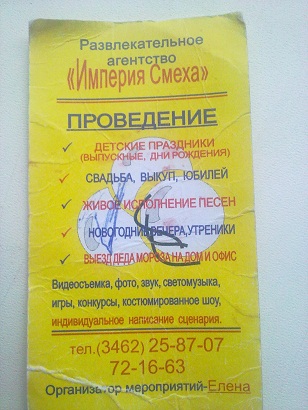 Развлекательное
агентство
«Империя Смеха»
ПРОВЕДЕНИЕ
ДЕТСКИЕ ПРАЗДНИКИ
(ВЫПУСКНЫЕ, ДНИ РОЖДЕНИЯ)
СВАДЬБА, ВЫКУП, ЮБИЛЕЙ
ЖИВОЕ ИСПОЛНЕНИЕ ПЕСЕН
НОВОГОДНИЕ ВЕЧЕРА, УТРЕНИКИ
ВЫЕЗД ДЕДА МОРОЗА НА ДОМ И ОФИС
Видеосъемка, фото, звук, светомузыка,
игры, конкурсы, костюмированное шоу,
индивидуальное написание сценария.
тел.(3462) 25-87-07
72-16-63
Организатор мероприятий-Елена